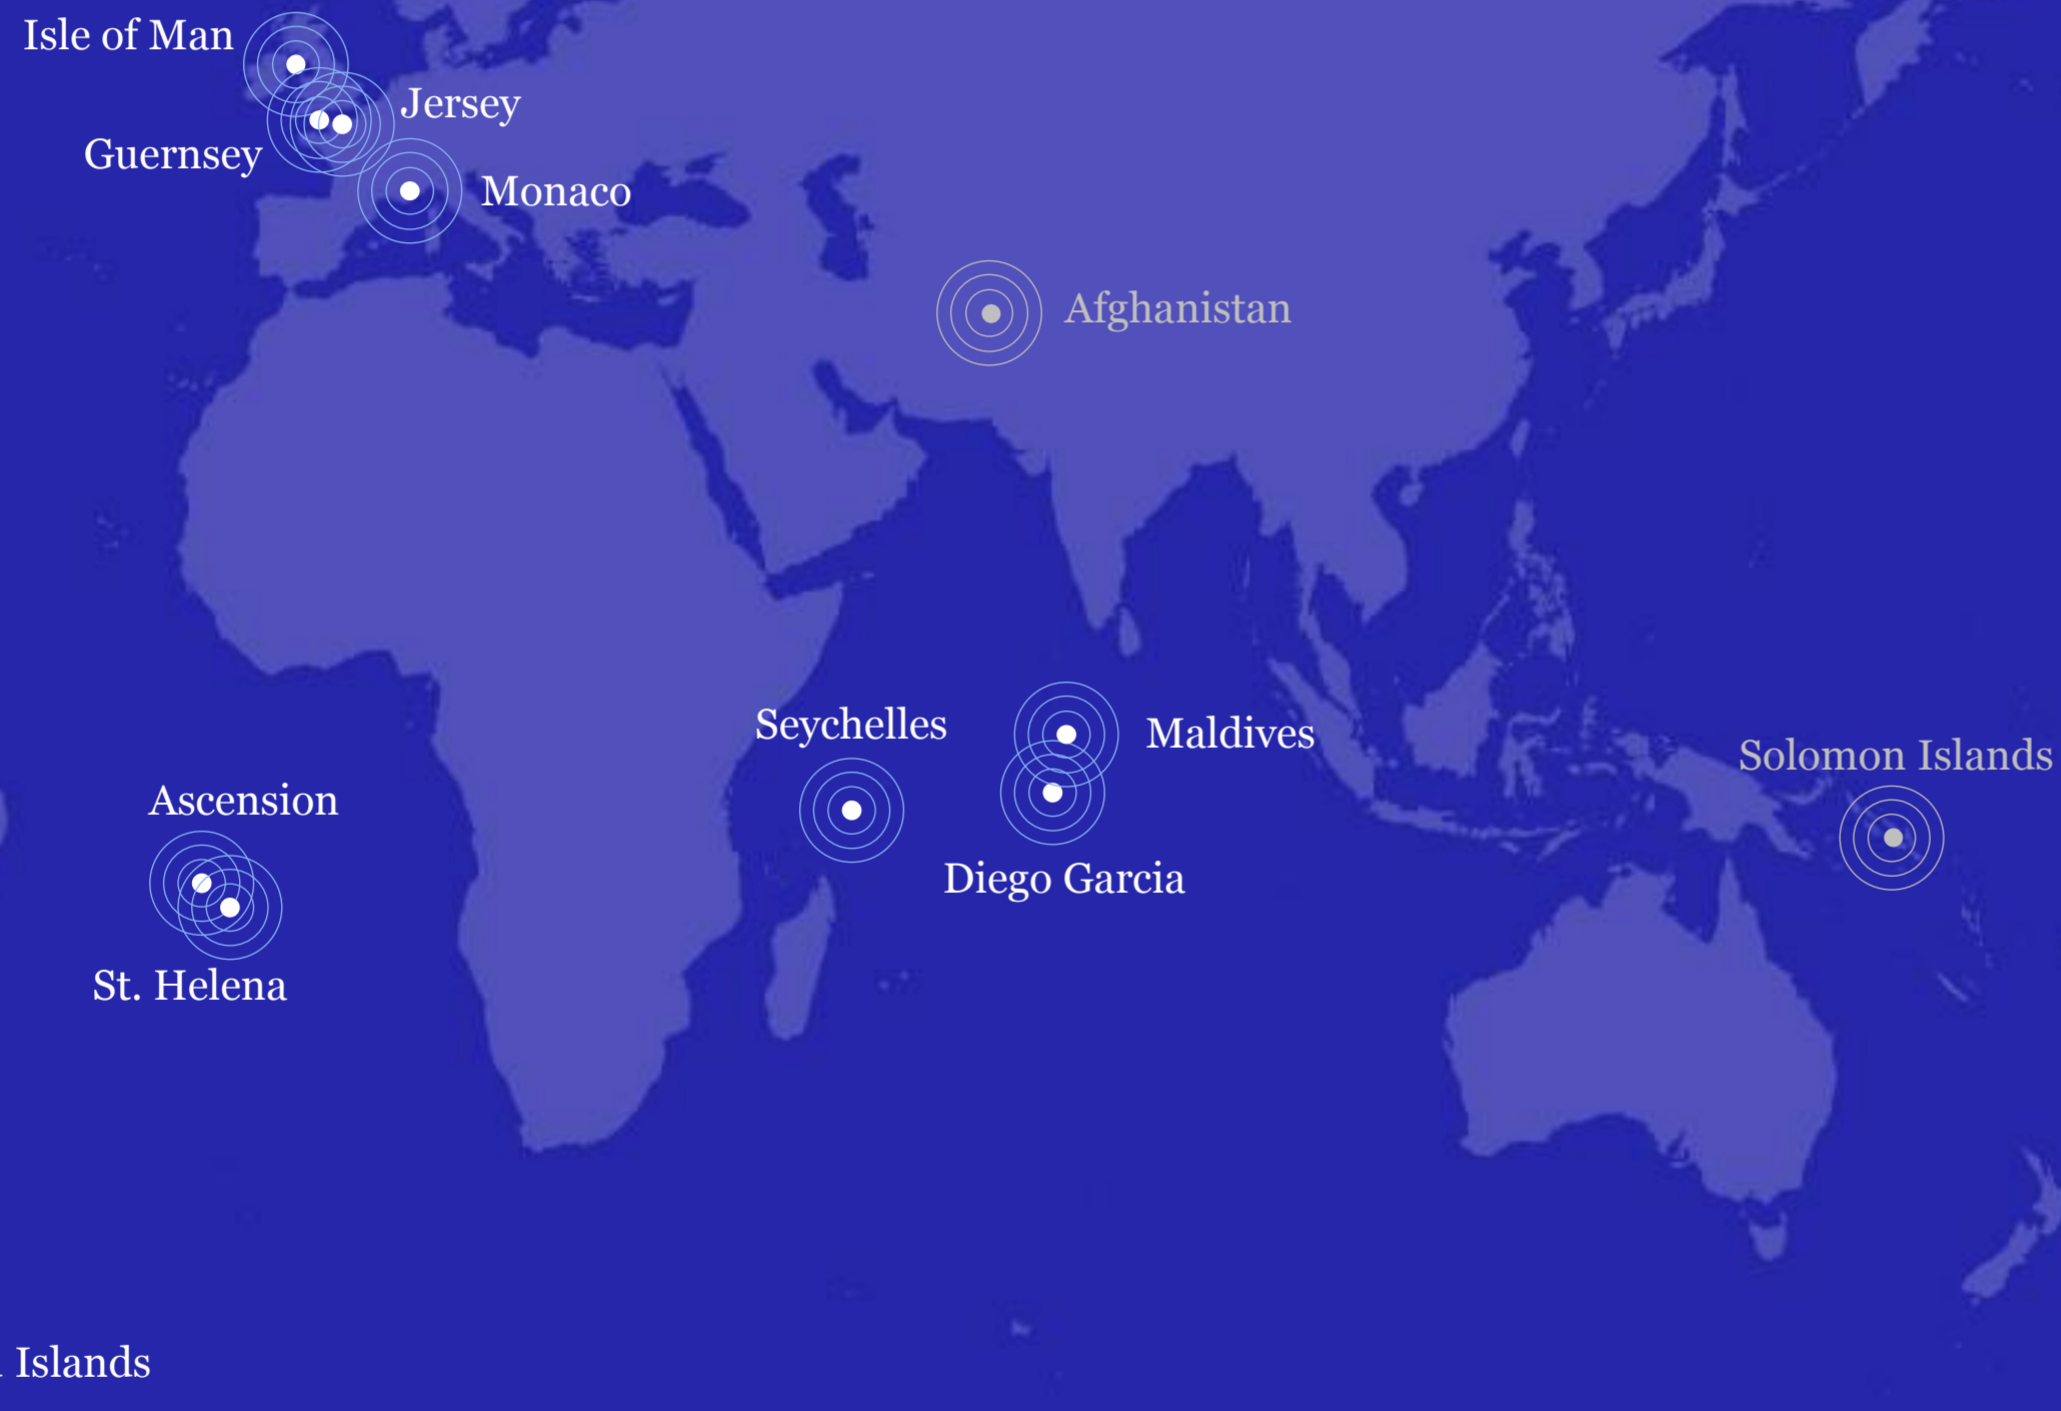 Isle of Man
Jersey
Guernsey
Monaco
Afghanistan
Seychelles
Maldives
Solomon Islands
Ascension
Diego Garcia
St. Helena
Islands